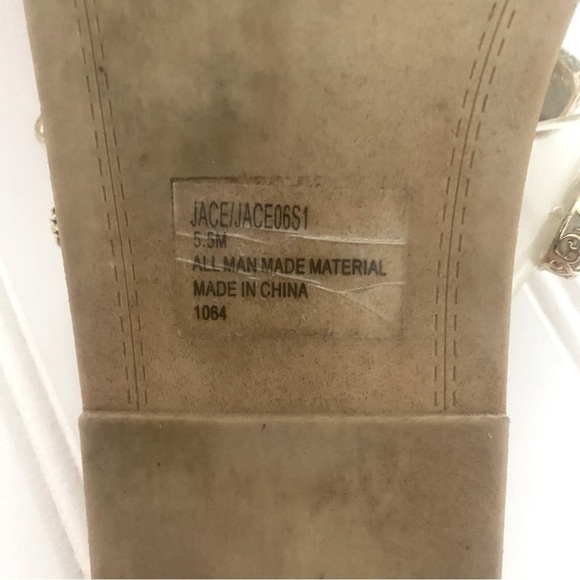 JACE/JACE06S1
5.5M
ALL MAN MADE MATERIAL
MADE IN CHINA
1064